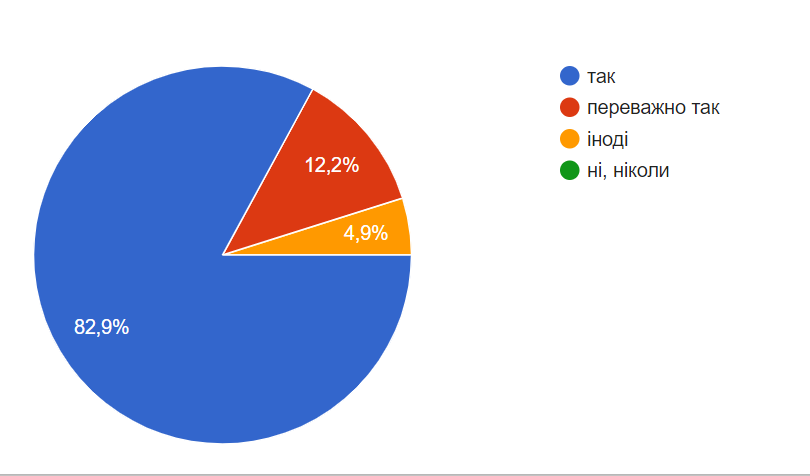 так
переважно так
іноді
ні, ніколи
12,2%
4,9%
82,9%